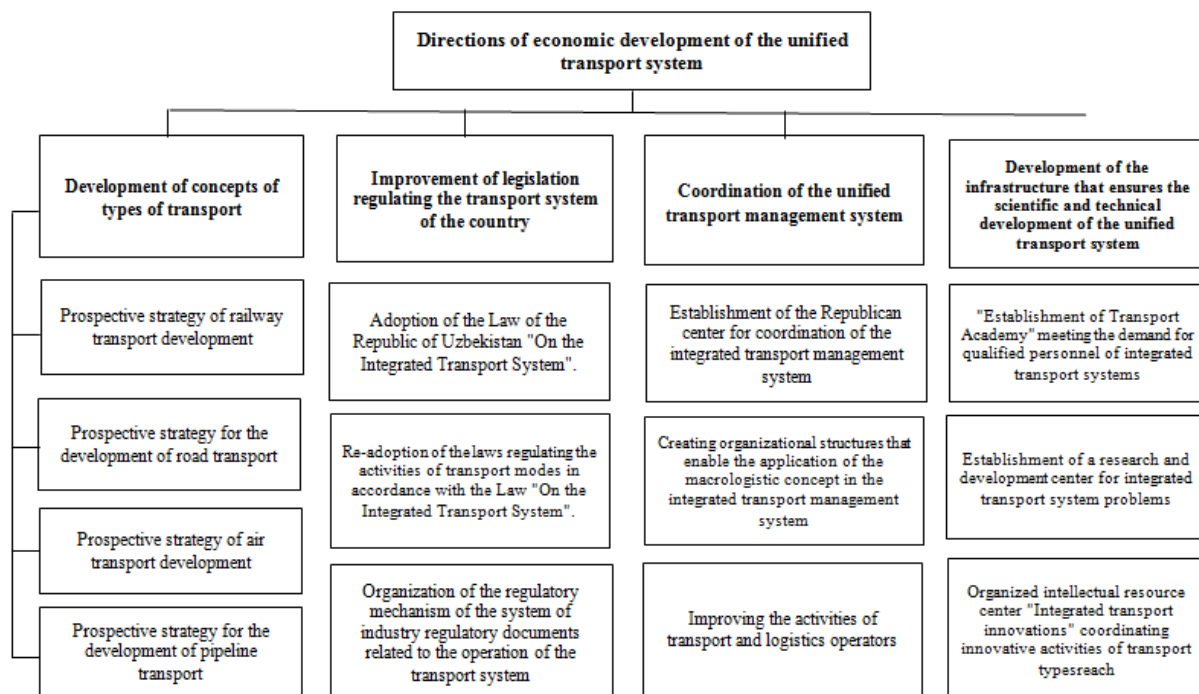 Directions of economic development of the unified
transport system
Development of concepts of
types of transport
Improvement of legislation
regulating the transport system
of the country
Coordination of the unified
transport management system
Development of the
infrastructure that ensures the
scientific and technical
development of the unified
transport system
Prospective strategy of railway
transport development
Adoption of the Law of the
Republic of Uzbekistan "On the
Integrated Transport System".
Establishment of the Republican
center for coordination of the
integrated transport management
system
"Establishment of Transport
Academy" meeting the demand for
qualified personnel of integrated
transport systems
Prospective strategy for the
development of road transport
Re-adoption of the laws regulating the
activities of transport modes in
accordance with the Law "On the
Integrated Transport System".
Creating organizational structures that
enable the application of the
macrologistic concept in the
integrated transport management
system
Establishment of a research and
development center for integrated
transport system problems
Prospective strategy of air
transport development
Prospective strategy for the
development of pipeline
transport
Organization of the regulatory
mechanism of the system of
industry regulatory documents
related to the operation of the
transport system
Improving the activities of
transport and logistics operators
Organized intellectual resource
center "Integrated transport
innovations" coordinating
innovative activities of transport
typesreach